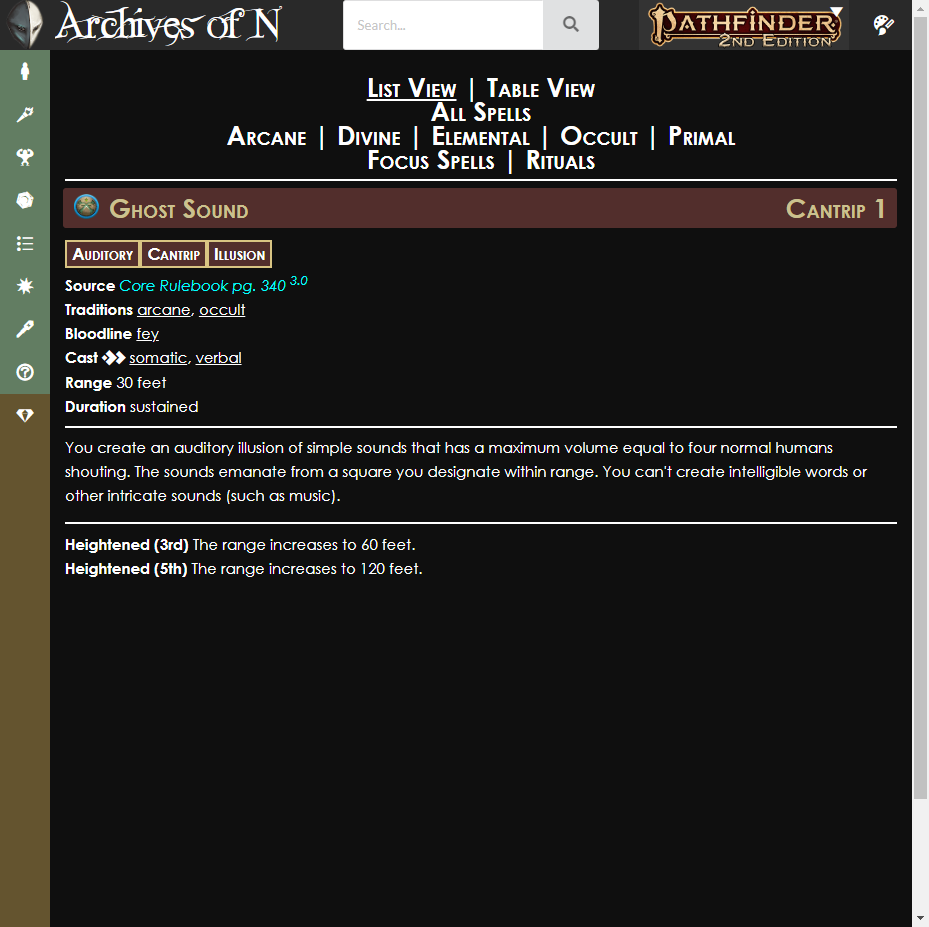 Archives of N
Search...
PATHFINDER
2ND EDITION
LIST VIEW | TABLE VIEW
ALL SPELLS
ARCANE | DIVINE | ELEMENTAL | OCCULT | PRIMAL
FOCUS SPELLS | RITUALS
GHOST SOUND CANTRIP 1
AUDITORY CANTRIP ILLUSION
Source Core Rulebook pg. 340 3.0
Traditions arcane, occult
Bloodline fey
Cast somatic, verbal
Range 30 feet
Duration sustained
You create an auditory illusion of simple sounds that has a maximum volume equal to four normal humans
shouting. The sounds emanate from a square you designate within range. You can't create intelligible words or
other intricate sounds (such as music).
Heightened (3rd) The range increases to 60 feet.
Heightened (5th) The range increases to 120 feet.